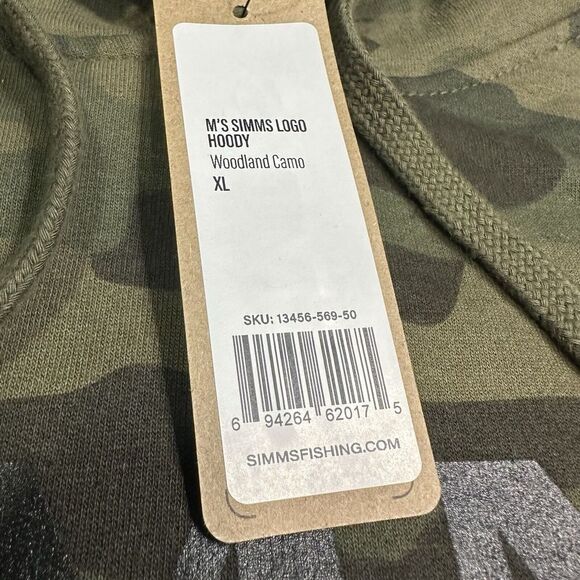 M'S SIMMS LOGO
HOODY
Woodland Camo
XL
SKU: 13456-569-50
6 94264 62017 5
SIMMSFISHING.COM